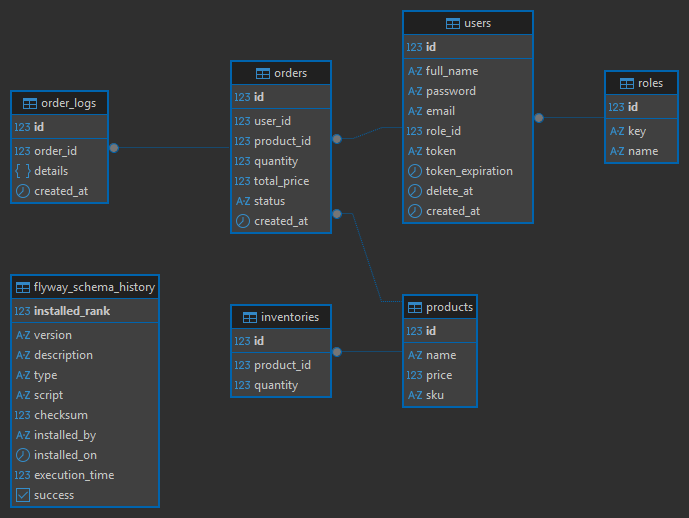 order_logs
123 id
123 order_id
{ } details
created_at
orders
123 id
123 user_id
123 product_id
123 quantity
123 total_price
A-Z status
created_at
users
123 id
A-Z full_name
A-Z password
A-Z email
123 role_id
A-Z token
token_expiration
delete_at
created_at
roles
123 id
A-Z key
A-Z name
flyway_schema_history
123 installed_rank
A-Z version
A-Z description
A-Z type
A-Z script
123 checksum
A-Z installed_by
installed_on
123 execution_time
success
inventories
123 id
123 product_id
123 quantity
products
123 id
A-Z name
123 price
A-Z sku